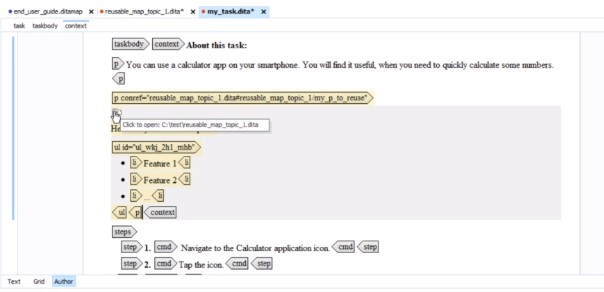 end_user_guide.ditamap × reusable_map_topic_1.dita* × my_task.dita* ×
task taskbody context
taskbody context About this task:
p You can use a calculator app on your smartphone. You will find it useful, when you need to quickly calculate some numbers.
p
p conref="reusable_map_topic_1.dita#reusable_map_topic_1/my_p_to_reuse"
Click to open: C:\test\reusable_map_topic_1.dita
ul id="ul_wkj_2h1_mhb"
• li Feature 1 li
• li Feature 2 li
• li ... li
ul p context
steps
step 1. cmd Navigate to the Calculator application icon. cmd step
step 2. cmd Tap the icon. cmd step
Text Grid Author